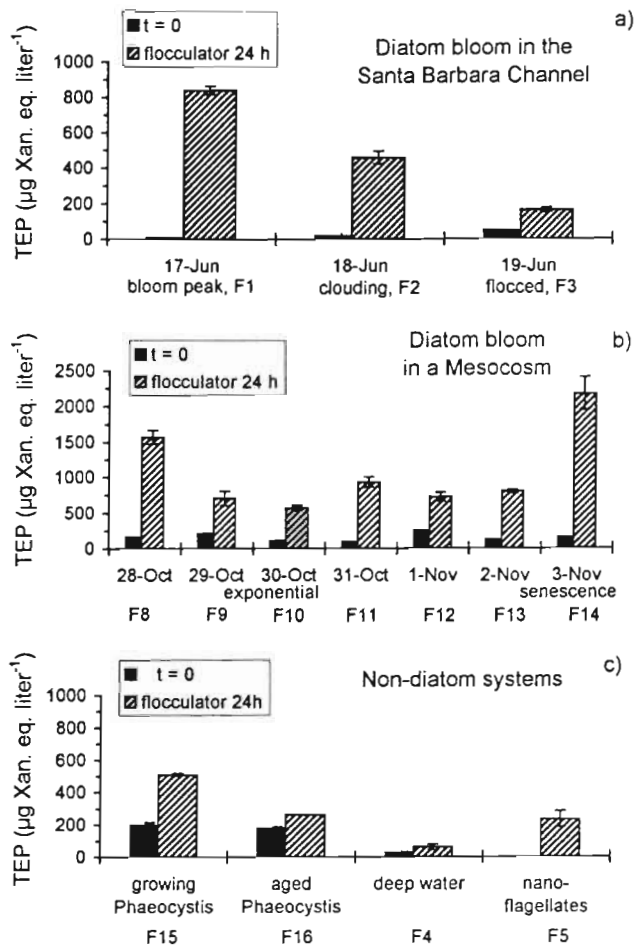 a)
■ t = 0
▨ flocculator 24 h
Diatom bloom in the
Santa Barbara Channel
TEP (µg Xan. eq. liter⁻¹)
1000
800
600
400
200
0
17-Jun 18-Jun 19-Jun
bloom peak, F1 clouding, F2 flocced, F3
b)
■ t = 0
▨ flocculator 24 h
Diatom bloom
in a Mesocosm
TEP (µg Xan. eq. liter⁻¹)
2500
2000
1500
1000
500
0
28-Oct 29-Oct 30-Oct 31-Oct 1-Nov 2-Nov 3-Nov
exponential senescence
F8 F9 F10 F11 F12 F13 F14
c)
■ t = 0
▨ flocculator 24h
Non-diatom systems
TEP (µg Xan. eq. liter⁻¹)
1000
800
600
400
200
0
growing aged deep water nano-
Phaeocystis Phaeocystis flagellates
F15 F16 F4 F5